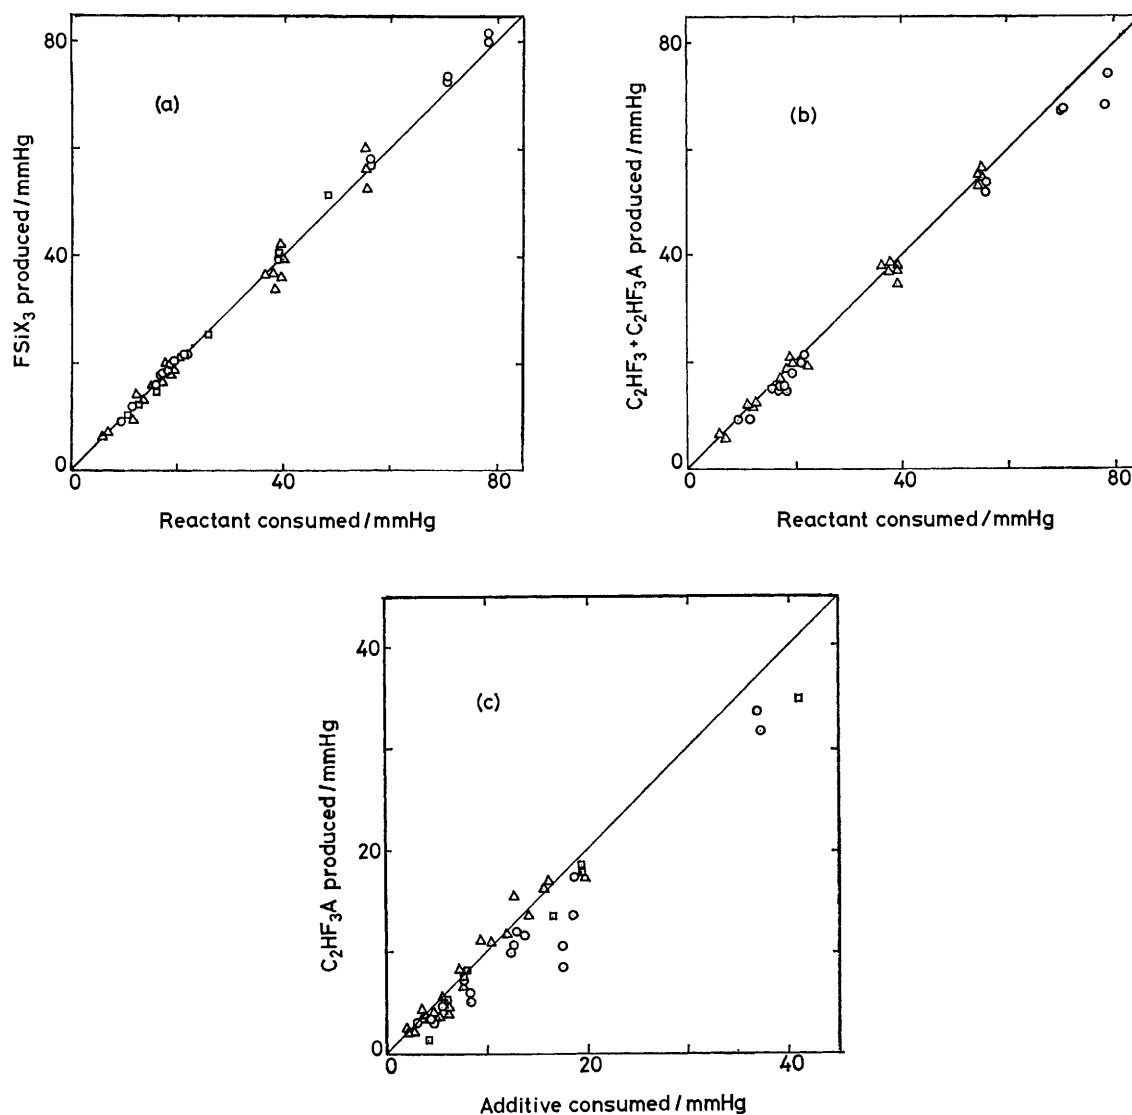 80
(a)
FSiX₃ produced/mmHg
40
0
0 40 80
Reactant consumed/mmHg
80
(b)
C₂HF₃+C₂HF₃A produced/mmHg
40
0
0 40 80
Reactant consumed/mmHg
40
(c)
C₂HF₃A produced/mmHg
20
0
0 20 40
Additive consumed/mmHg